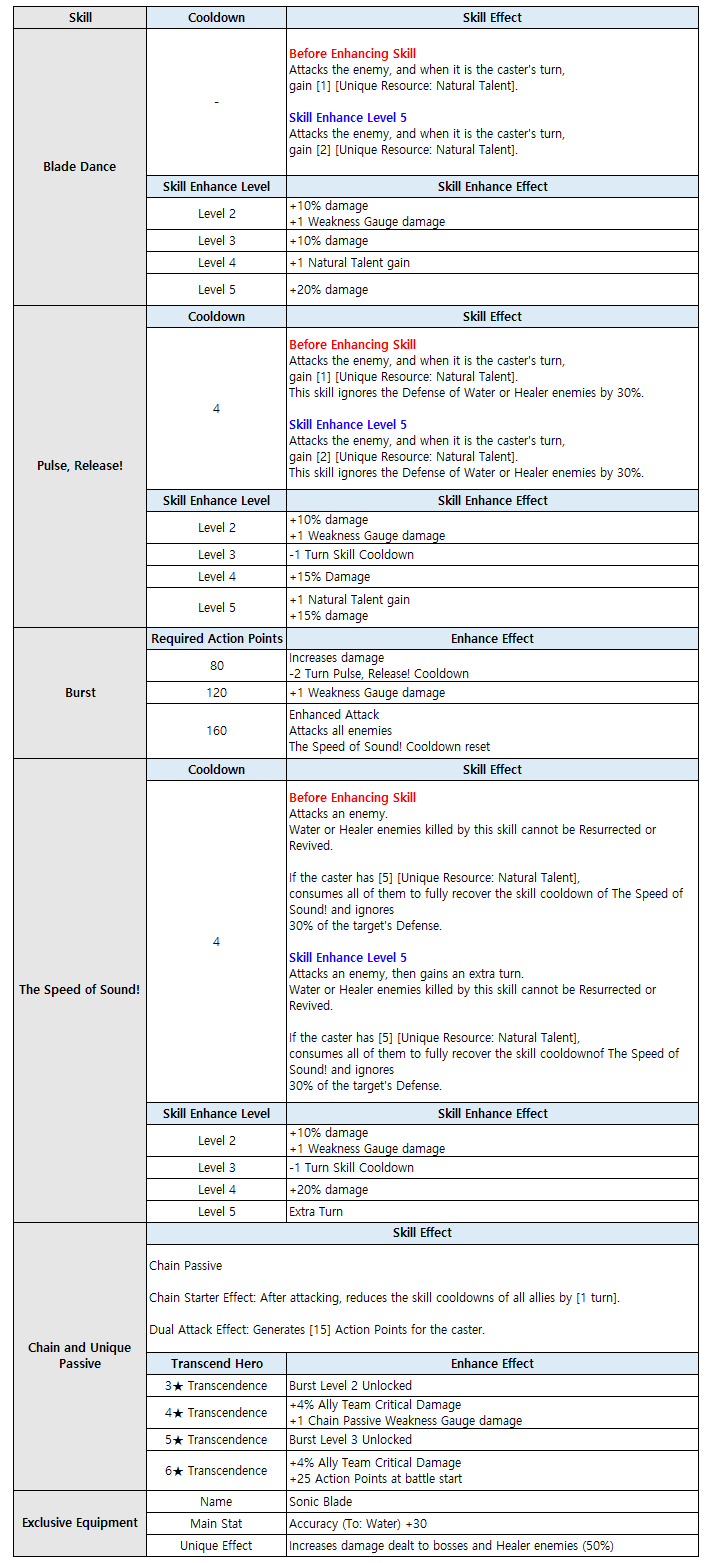 Skill
Cooldown
Skill Effect
Blade Dance
-
Before Enhancing Skill
Attacks the enemy, and when it is the caster's turn,
gain [1] [Unique Resource: Natural Talent].
Skill Enhance Level 5
Attacks the enemy, and when it is the caster's turn,
gain [2] [Unique Resource: Natural Talent].
Skill Enhance Level
Skill Enhance Effect
Level 2
+10% damage
+1 Weakness Gauge damage
Level 3
+10% damage
Level 4
+1 Natural Talent gain
Level 5
+20% damage
Pulse, Release!
Cooldown
Skill Effect
4
Before Enhancing Skill
Attacks the enemy, and when it is the caster's turn,
gain [1] [Unique Resource: Natural Talent].
This skill ignores the Defense of Water or Healer enemies by 30%.
Skill Enhance Level 5
Attacks the enemy, and when it is the caster's turn,
gain [2] [Unique Resource: Natural Talent].
This skill ignores the Defense of Water or Healer enemies by 30%.
Skill Enhance Level
Skill Enhance Effect
Level 2
+10% damage
+1 Weakness Gauge damage
Level 3
-1 Turn Skill Cooldown
Level 4
+15% Damage
Level 5
+1 Natural Talent gain
+15% damage
Burst
Required Action Points
Enhance Effect
80
Increases damage
-2 Turn Pulse, Release! Cooldown
120
+1 Weakness Gauge damage
160
Enhanced Attack
Attacks all enemies
The Speed of Sound! Cooldown reset
The Speed of Sound!
Cooldown
Skill Effect
4
Before Enhancing Skill
Attacks an enemy.
Water or Healer enemies killed by this skill cannot be Resurrected or
Revived.
If the caster has [5] [Unique Resource: Natural Talent],
consumes all of them to fully recover the skill cooldown of The Speed of
Sound! and ignores
30% of the target's Defense.
Skill Enhance Level 5
Attacks an enemy, then gains an extra turn.
Water or Healer enemies killed by this skill cannot be Resurrected or
Revived.
If the caster has [5] [Unique Resource: Natural Talent],
consumes all of them to fully recover the skill cooldownof The Speed of
Sound! and ignores
30% of the target's Defense.
Skill Enhance Level
Skill Enhance Effect
Level 2
+10% damage
+1 Weakness Gauge damage
Level 3
-1 Turn Skill Cooldown
Level 4
+20% damage
Level 5
Extra Turn
Chain and Unique
Passive
Skill Effect
Chain Passive
Chain Starter Effect: After attacking, reduces the skill cooldowns of all allies by [1 turn].
Dual Attack Effect: Generates [15] Action Points for the caster.
Transcend Hero
Enhance Effect
3★ Transcendence
Burst Level 2 Unlocked
4★ Transcendence
+4% Ally Team Critical Damage
+1 Chain Passive Weakness Gauge damage
5★ Transcendence
Burst Level 3 Unlocked
6★ Transcendence
+4% Ally Team Critical Damage
+25 Action Points at battle start
Exclusive Equipment
Name
Sonic Blade
Main Stat
Accuracy (To: Water) +30
Unique Effect
Increases damage dealt to bosses and Healer enemies (50%)